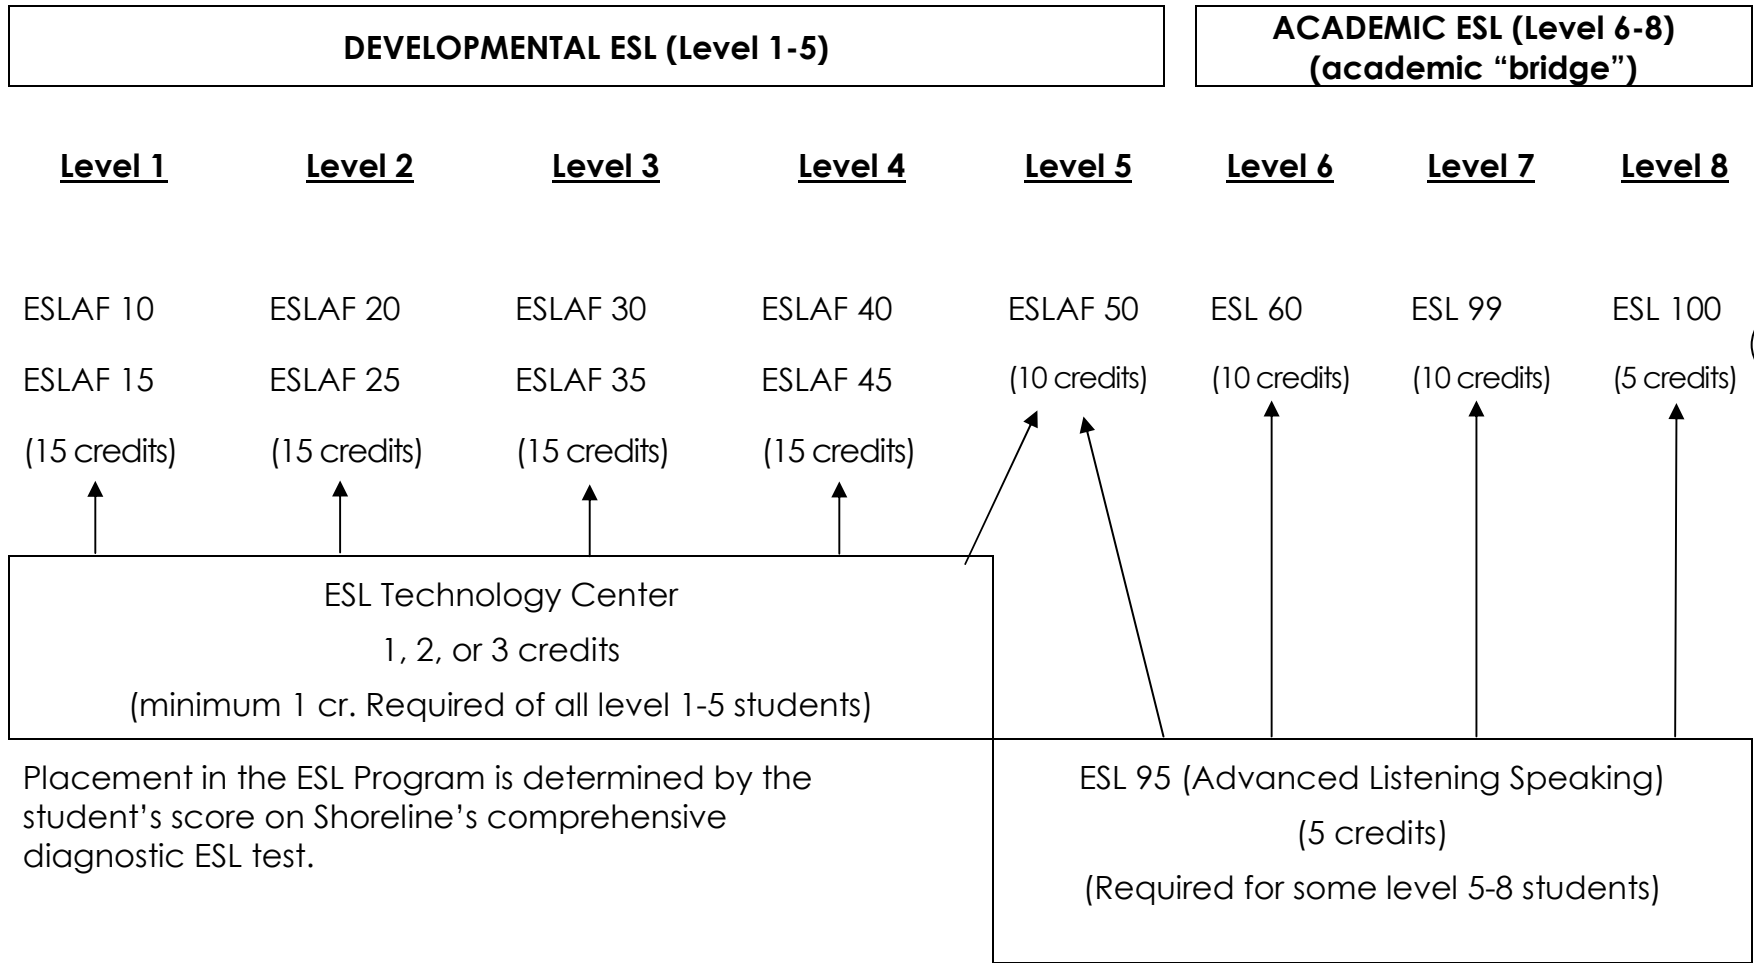 DEVELOPMENTAL ESL (Level 1-5)
ACADEMIC ESL (Level 6-8)
(academic “bridge”)
Level 1 Level 2 Level 3 Level 4 Level 5 Level 6 Level 7 Level 8
ESLAF 10 ESLAF 20 ESLAF 30 ESLAF 40 ESLAF 50 ESL 60 ESL 99 ESL 100
ESLAF 15 ESLAF 25 ESLAF 35 ESLAF 45 (10 credits) (10 credits) (10 credits) (5 credits) (
(15 credits) (15 credits) (15 credits) (15 credits)
ESL Technology Center
1, 2, or 3 credits
(minimum 1 cr. Required of all level 1-5 students)
Placement in the ESL Program is determined by the
student’s score on Shoreline’s comprehensive
diagnostic ESL test.
ESL 95 (Advanced Listening Speaking)
(5 credits)
(Required for some level 5-8 students)